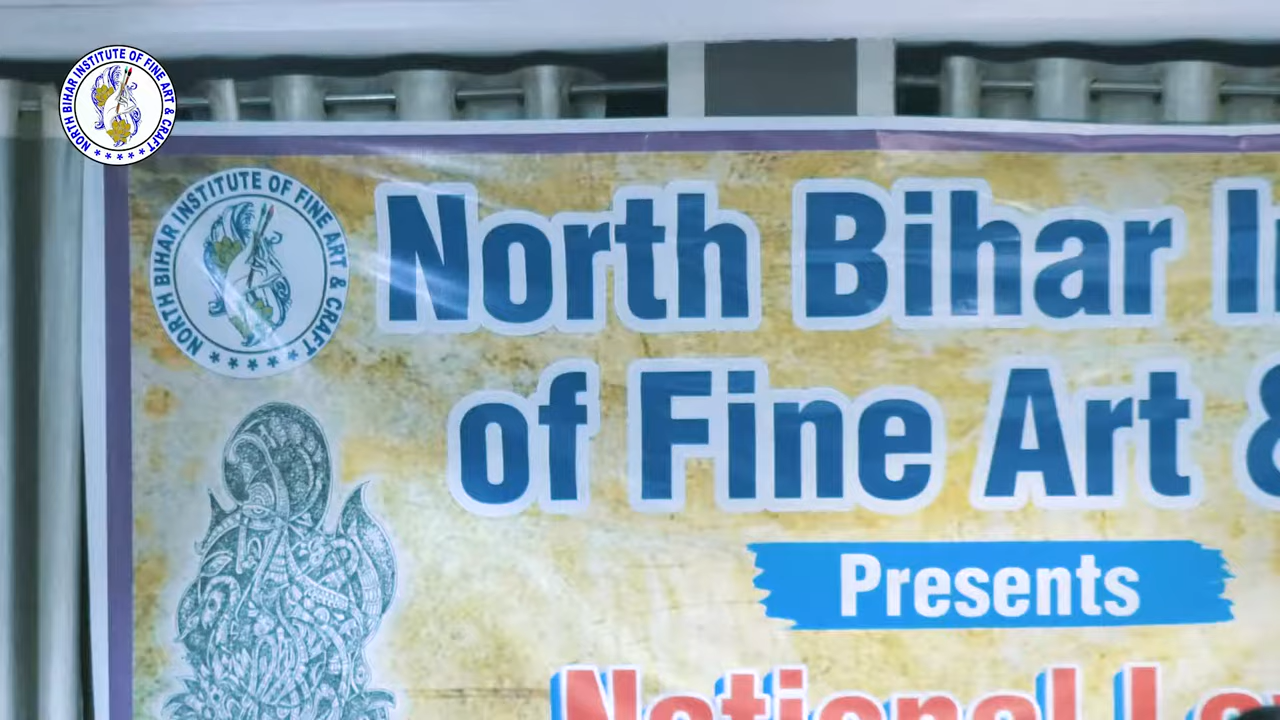 NORTH BIHAR INSTITUTE OF FINE ART & CRAFT
NORTH BIHAR INSTITUTE OF FINE ART & CRAFT
North Bihar
of Fine Art &
Presents
National